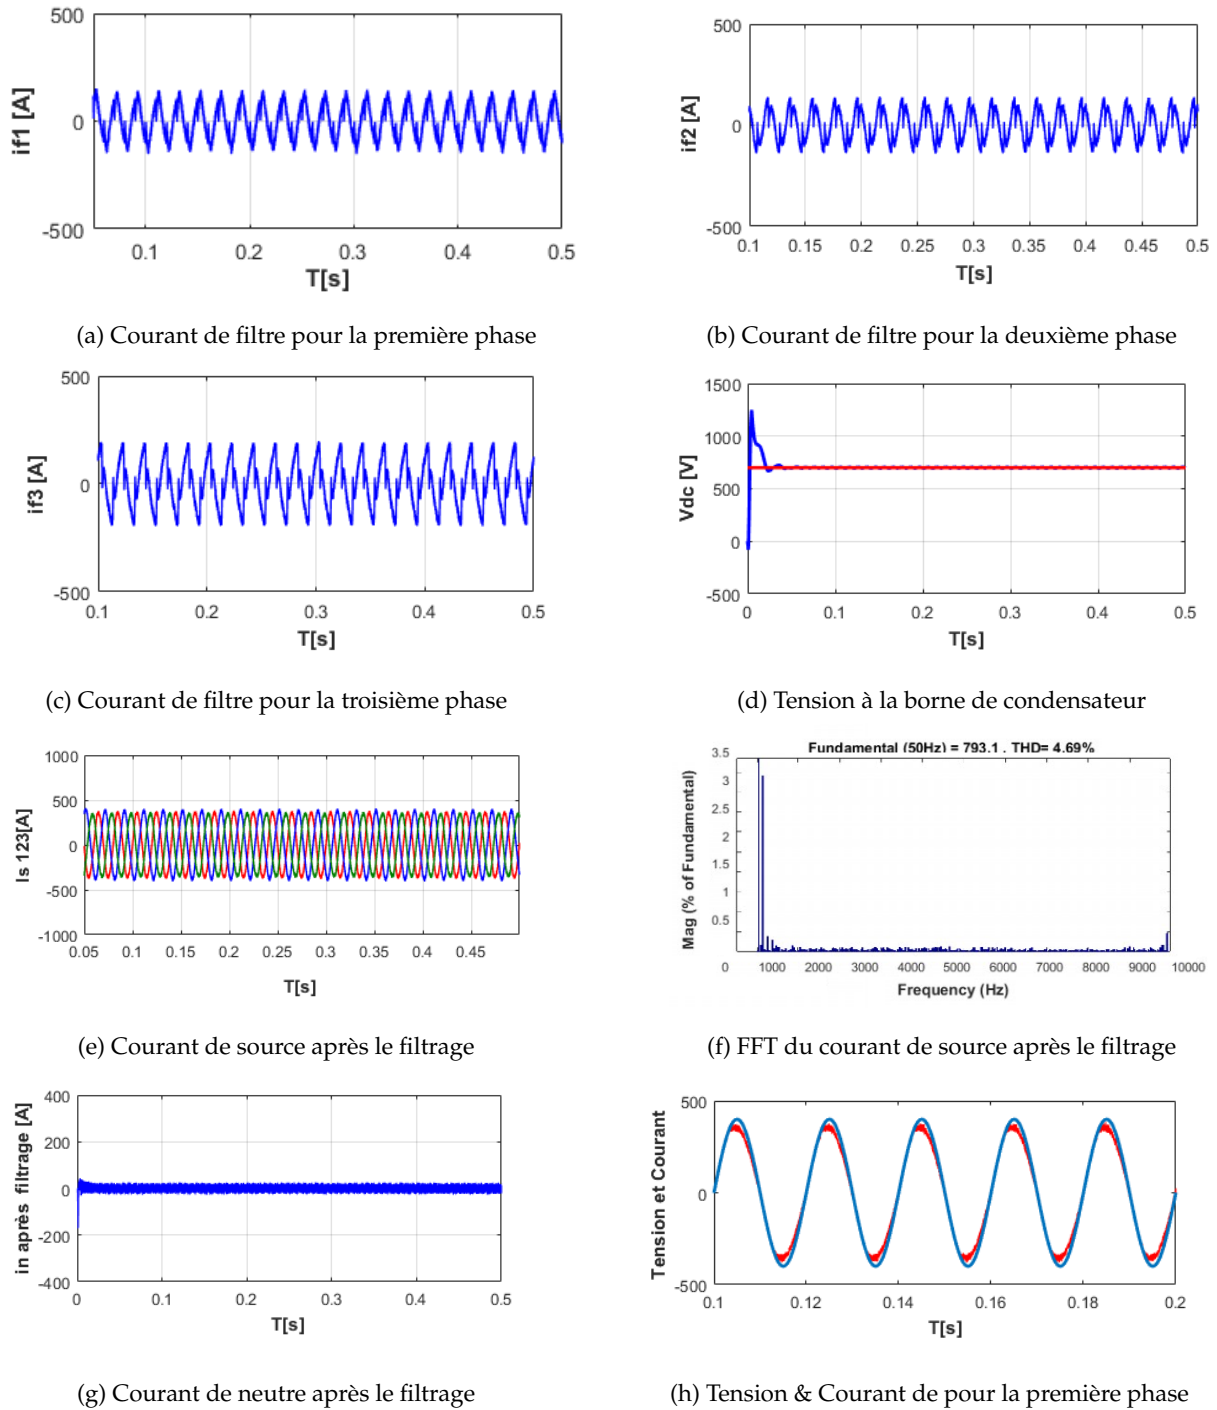 500
0
-500
if1 [A]
0.1 0.2 0.3 0.4 0.5
T[s]
500
0
-500
if2 [A]
0.1 0.15 0.2 0.25 0.3 0.35 0.4 0.45 0.5
T[s]
(a) Courant de filtre pour la première phase
(b) Courant de filtre pour la deuxième phase
500
0
-500
if3 [A]
0.1 0.2 0.3 0.4 0.5
T[s]
1500
1000
500
0
-500
Vdc [V]
0 0.1 0.2 0.3 0.4 0.5
T[s]
(c) Courant de filtre pour la troisième phase
(d) Tension à la borne de condensateur
1000
500
0
-500
-1000
Is 123[A]
0.05 0.1 0.15 0.2 0.25 0.3 0.35 0.4 0.45
T[s]
Fundamental (50Hz) = 793.1 , THD= 4.69%
3.5
3
2.5
2
1.5
1
0.5
Mag (% of Fundamental)
0 1000 2000 3000 4000 5000 6000 7000 8000 9000 10000
Frequency (Hz)
(e) Courant de source après le filtrage
(f) FFT du courant de source après le filtrage
400
200
0
-200
-400
in après filtrage [A]
0 0.1 0.2 0.3 0.4 0.5
T[s]
500
0
-500
Tension et Courant
0.1 0.12 0.14 0.16 0.18 0.2
T[s]
(g) Courant de neutre après le filtrage
(h) Tension & Courant de pour la première phase